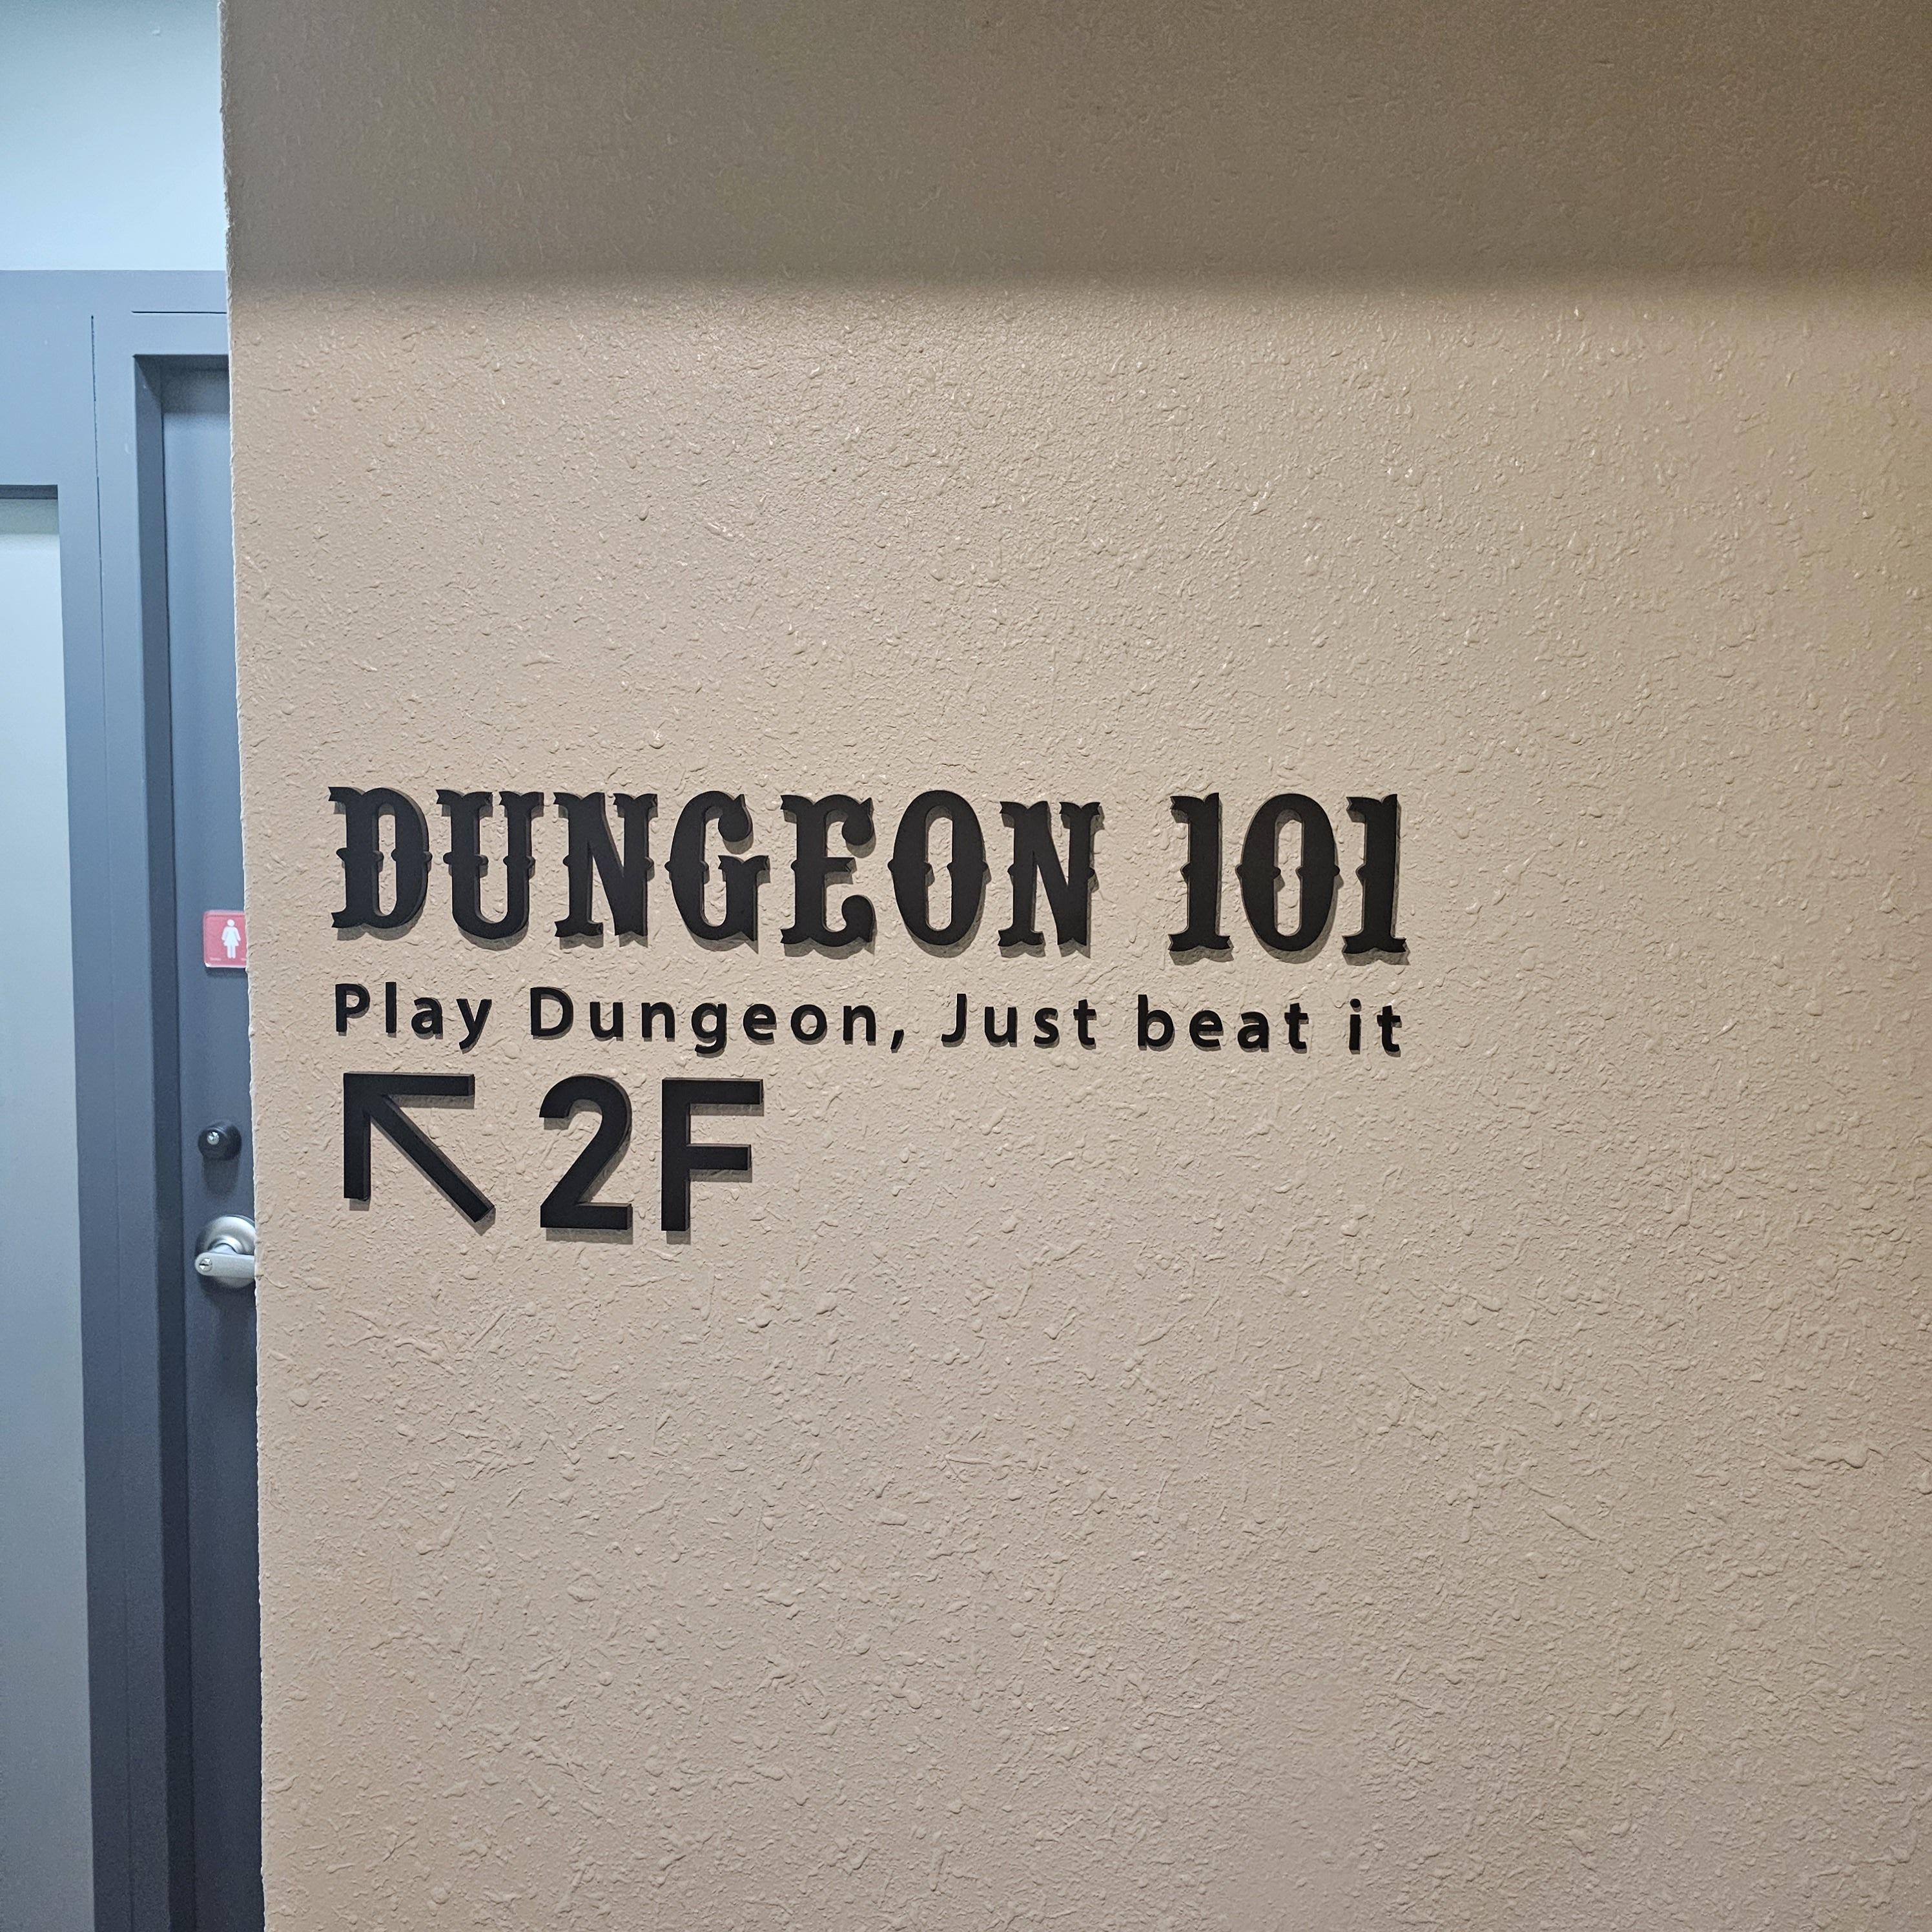 DUNGEON 101
Play Dungeon, Just beat it
↖ 2F